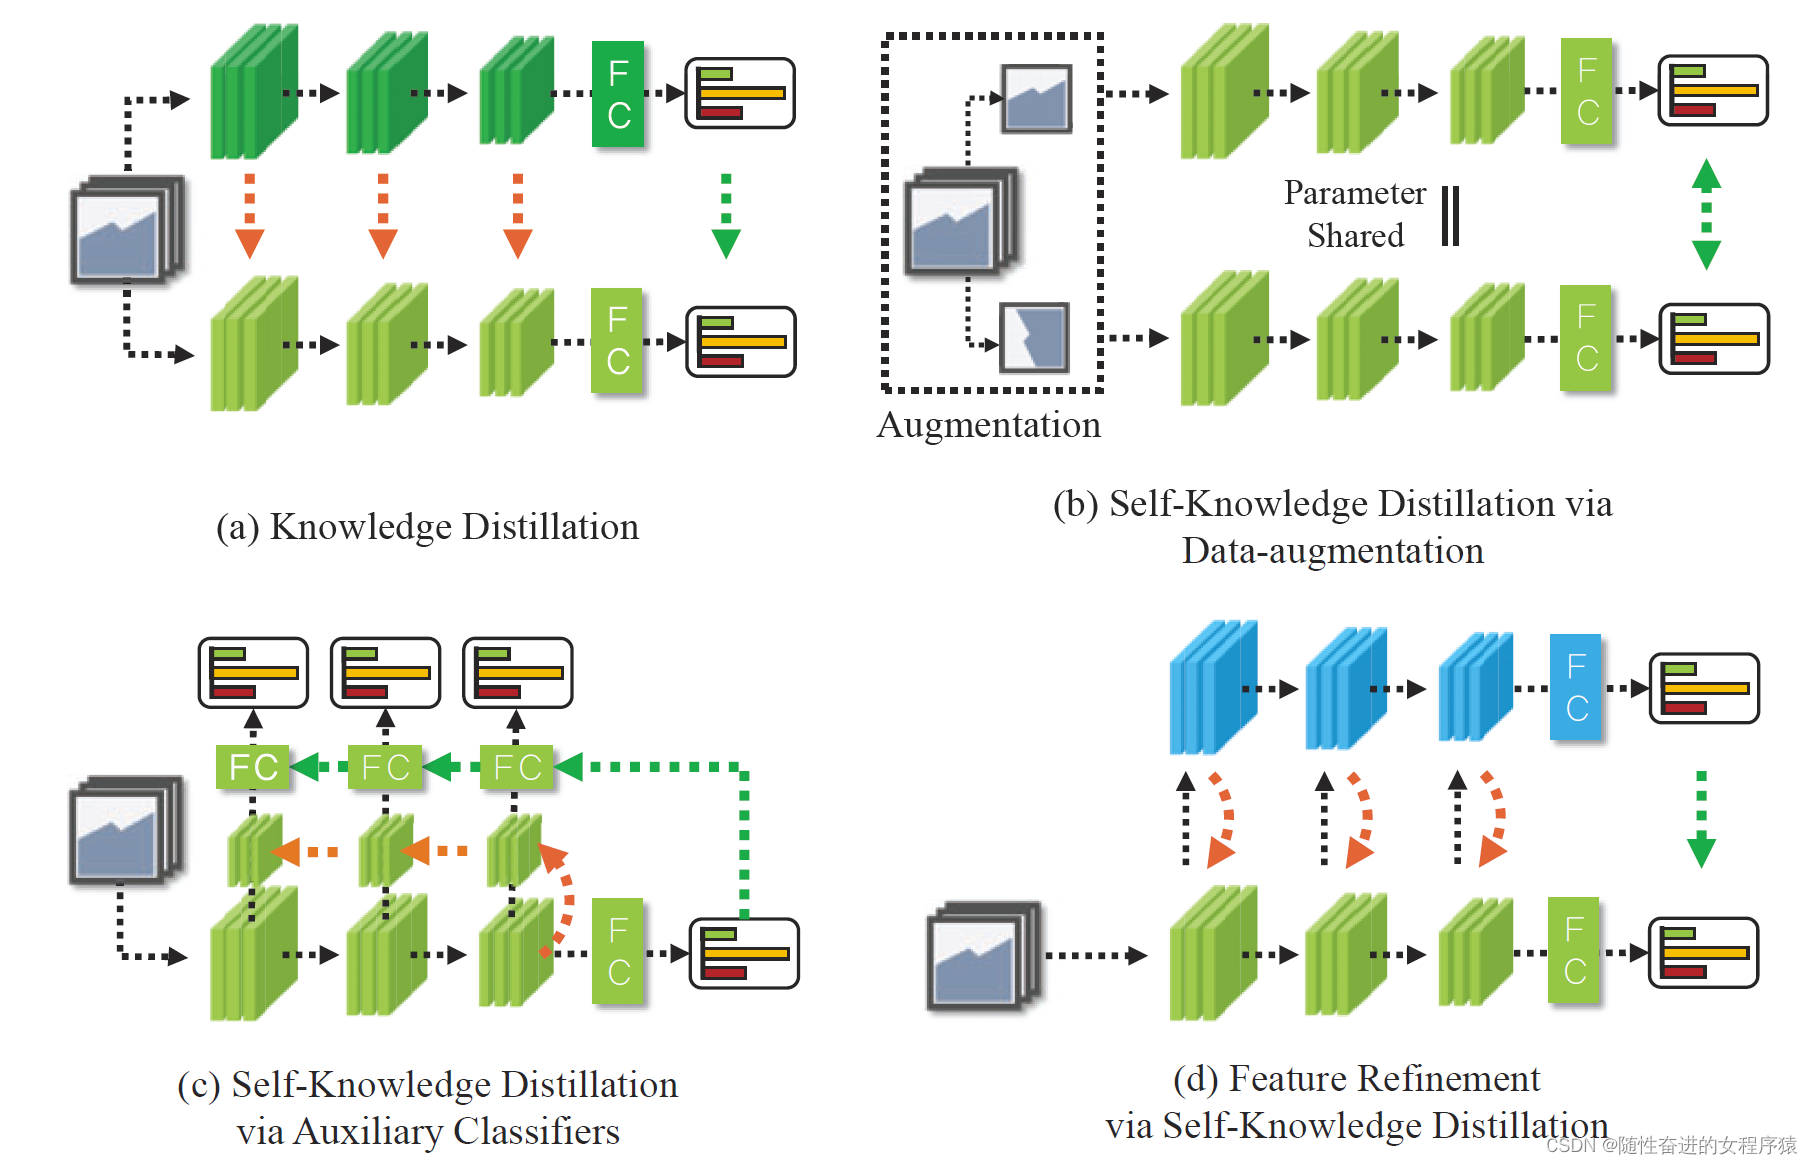 F
C
F
C
F
C
Parameter
Shared
F
C
Augmentation
(a) Knowledge Distillation
(b) Self-Knowledge Distillation via
Data-augmentation
FC FC FC
F
C
F
C
F
C
(c) Self-Knowledge Distillation
via Auxiliary Classifiers
(d) Feature Refinement
via Self-Knowledge Distillation
CSDN @随性奋进的女程序猿